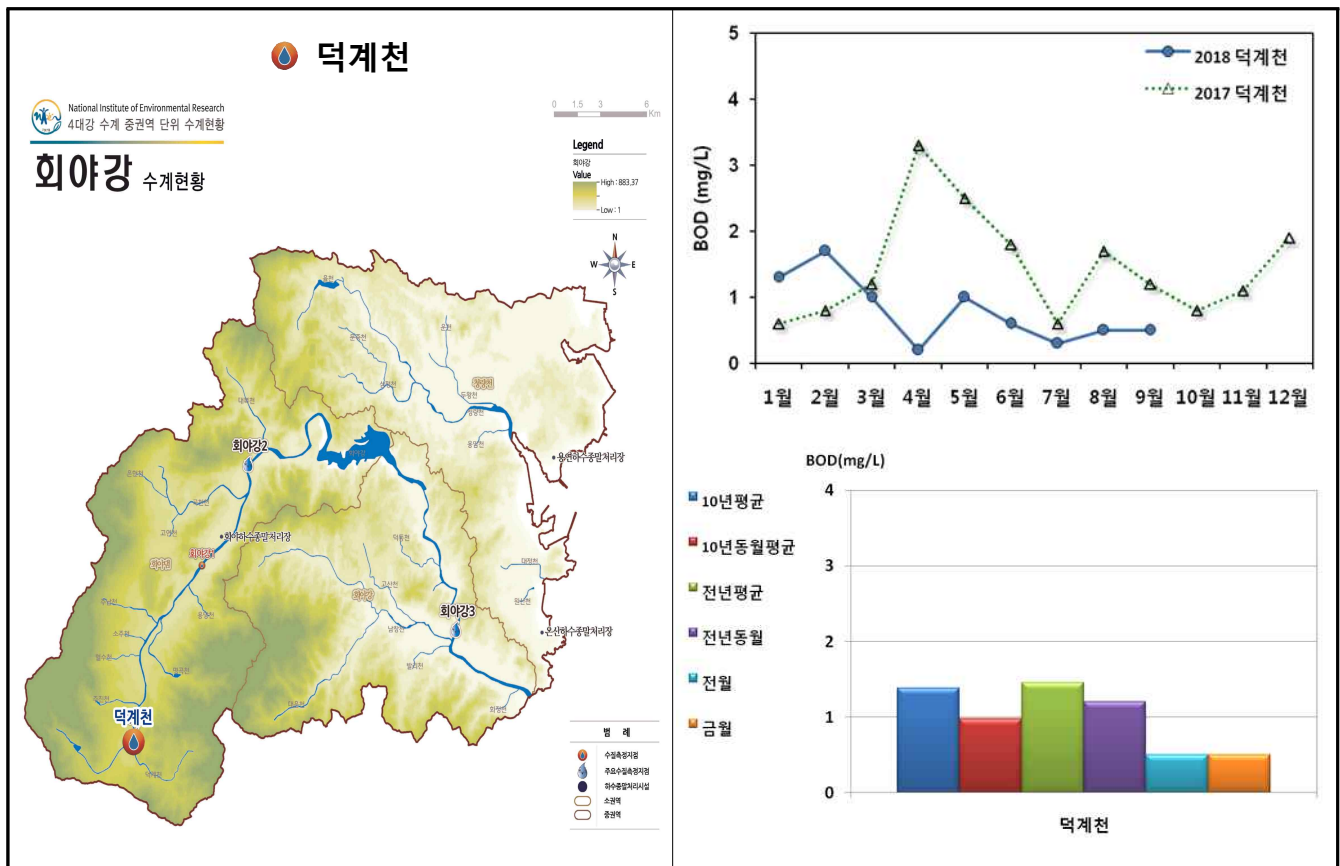 덕계천
National Institute of Environmental Research
4대강 수계 중권역 단위 수계현황
회야강 수계현황
0 1.5 3 6
Km
Legend
회야강
Value
High : 883.37
Low : 1
N
W E
S
회야강2
용연하수종말처리장
회야하수종말처리장
회야강3
온산하수종말처리장
덕계천
범 례
수질측정지점
주요수질측정지점
하수종말처리시설
소권역
중권역
2018 덕계천
2017 덕계천
BOD (mg/L)
5
4
3
2
1
0
1월 2월 3월 4월 5월 6월 7월 8월 9월 10월 11월 12월
BOD(mg/L)
10년평균
10년동월평균
전년평균
전년동월
전월
금월
4
3
2
1
0
덕계천